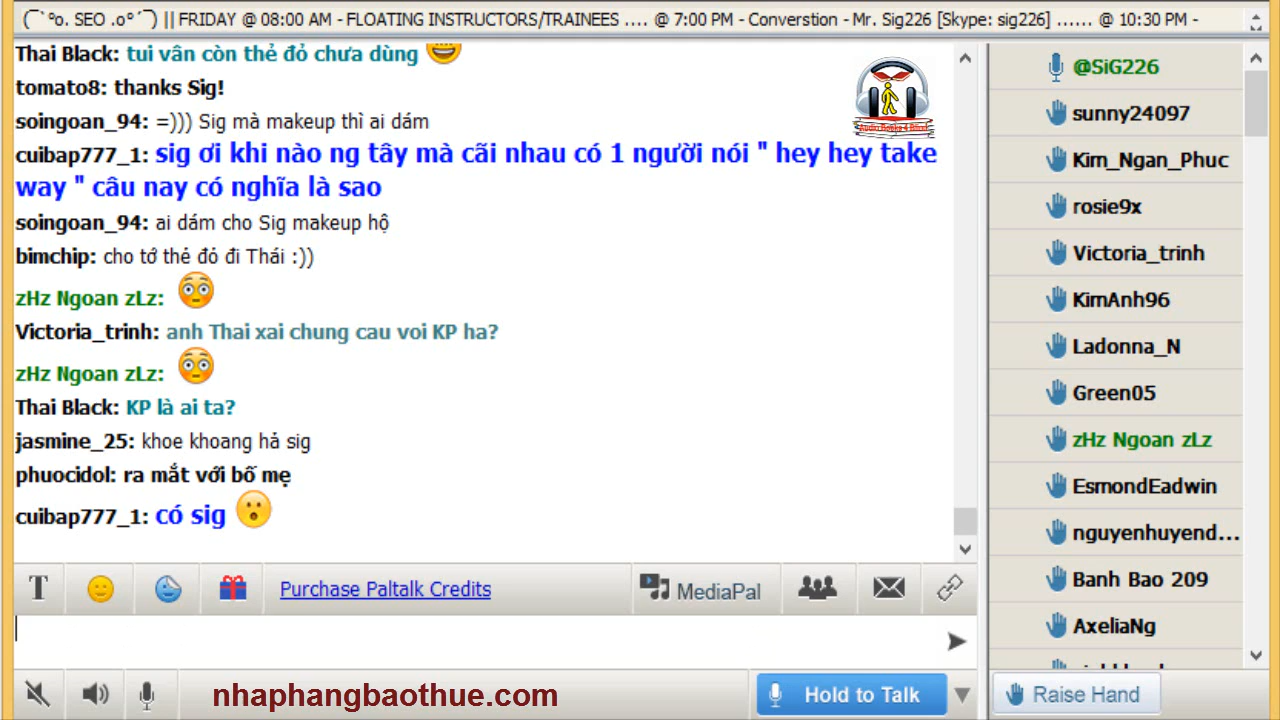 (¯`°o. SEO .o°´¯) || FRIDAY @ 08:00 AM - FLOATING INSTRUCTORS/TRAINEES .... @ 7:00 PM - Converstion - Mr. Sig226 [Skype: sig226] ...... @ 10:30 PM -
Thai Black: tui vân còn thẻ đỏ chưa dùng
tomato8: thanks Sig!
soingoan_94: =))) Sig mà makeup thì ai dám
cuibap777_1: sig ơi khi nào ng tây mà cãi nhau có 1 người nói " hey hey take
way " câu nay có nghĩa là sao
soingoan_94: ai dám cho Sig makeup hộ
bimchip: cho tớ thẻ đỏ đi Thái :))
zHz Ngoan zLz:
Victoria_trinh: anh Thai xai chung cau voi KP ha?
zHz Ngoan zLz:
Thai Black: KP là ai ta?
jasmine_25: khoe khoang hả sig
phuocidol: ra mắt với bố mẹ
cuibap777_1: có sig
Audio Books 4 Blind
T
Purchase Paltalk Credits
MediaPal
nhaphangbaothue.com
Hold to Talk
@SiG226
sunny24097
Kim_Ngan_Phuc
rosie9x
Victoria_trinh
KimAnh96
Ladonna_N
Green05
zHz Ngoan zLz
EsmondEadwin
nguyenhuyend...
Banh Bao 209
AxeliaNg
Raise Hand